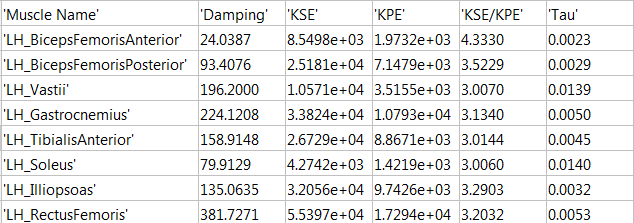 'Muscle Name' 'Damping' 'KSE' 'KPE' 'KSE/KPE' 'Tau'
'LH_BicepsFemorisAnterior' 24.0387 8.5498e+03 1.9732e+03 4.3330 0.0023
'LH_BicepsFemorisPosterior' 93.4076 2.5181e+04 7.1479e+03 3.5229 0.0029
'LH_Vastii' 196.2000 1.0571e+04 3.5155e+03 3.0070 0.0139
'LH_Gastrocnemius' 224.1208 3.3824e+04 1.0793e+04 3.1340 0.0050
'LH_TibialisAnterior' 158.9148 2.6729e+04 8.8671e+03 3.0144 0.0045
'LH_Soleus' 79.9129 4.2742e+03 1.4219e+03 3.0060 0.0140
'LH_Illiopsoas' 135.0635 3.2056e+04 9.7426e+03 3.2903 0.0032
'LH_RectusFemoris' 381.7271 5.5397e+04 1.7294e+04 3.2032 0.0053